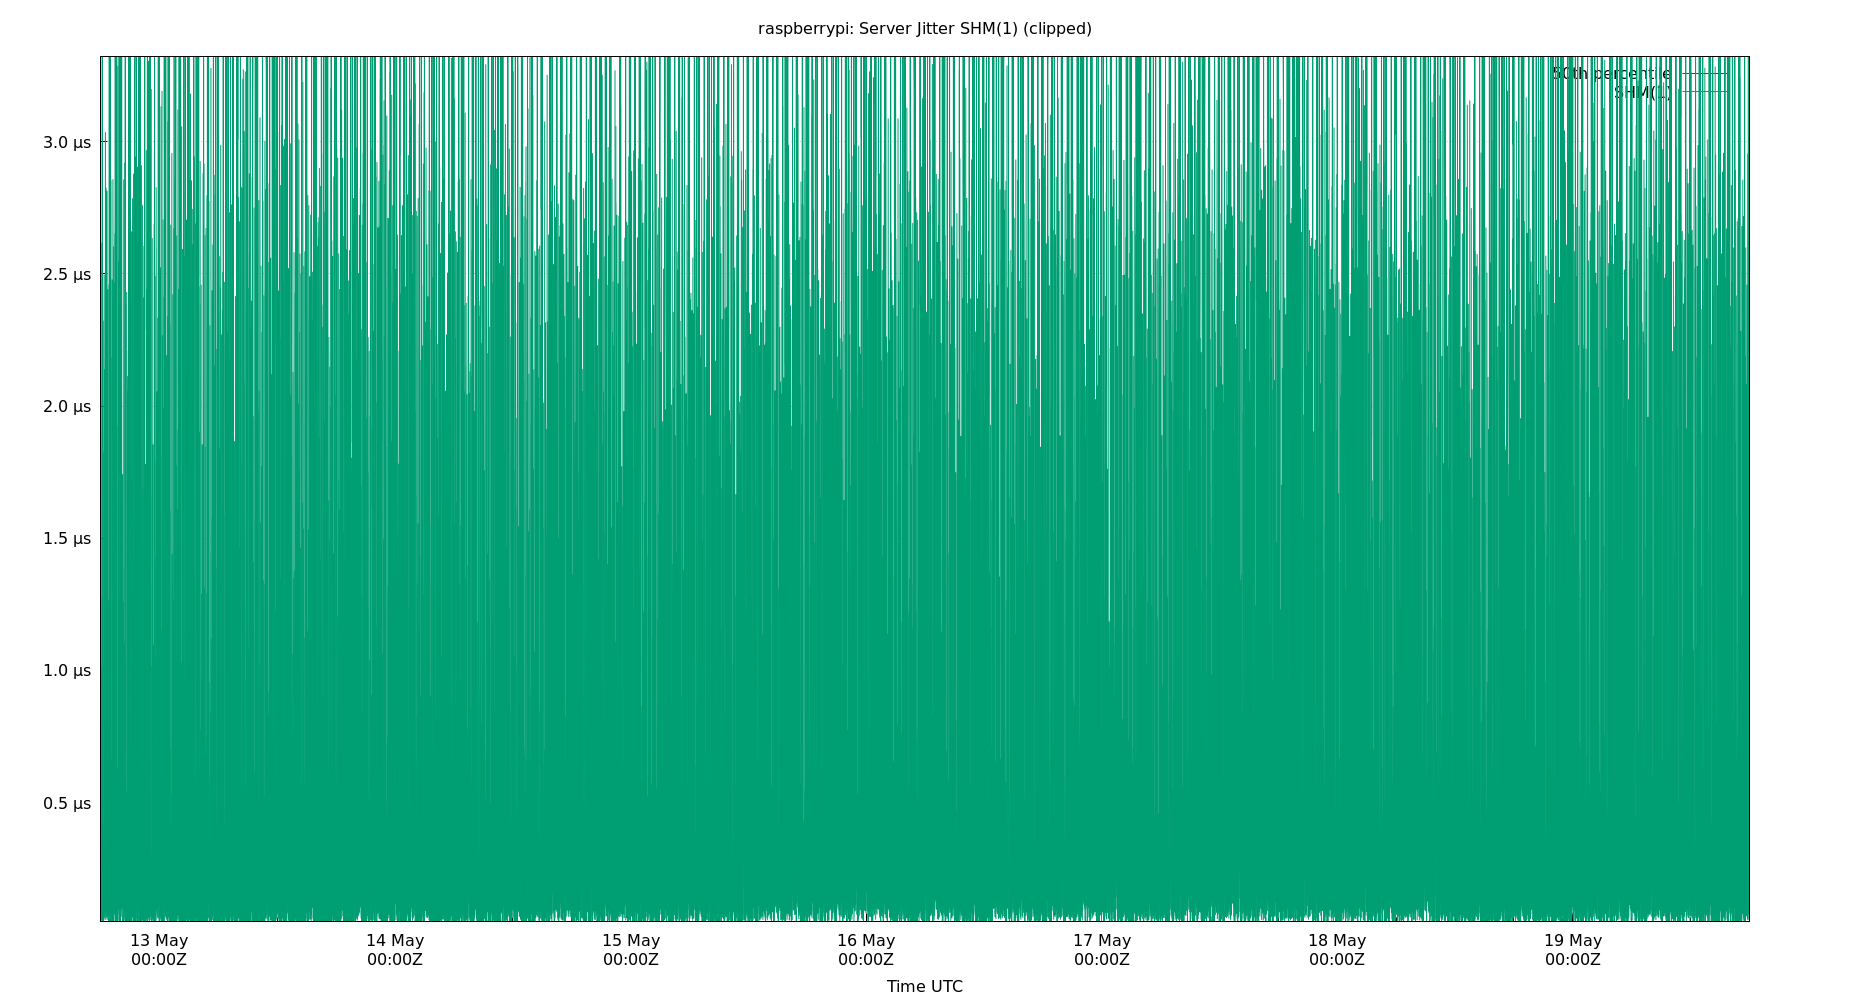 raspberrypi: Server Jitter SHM(1) (clipped)
50th percentile
SHM(1)
3.0 µs
2.5 µs
2.0 µs
1.5 µs
1.0 µs
0.5 µs
13 May 14 May 15 May 16 May 17 May 18 May 19 May
00:00Z 00:00Z 00:00Z 00:00Z 00:00Z 00:00Z 00:00Z
Time UTC